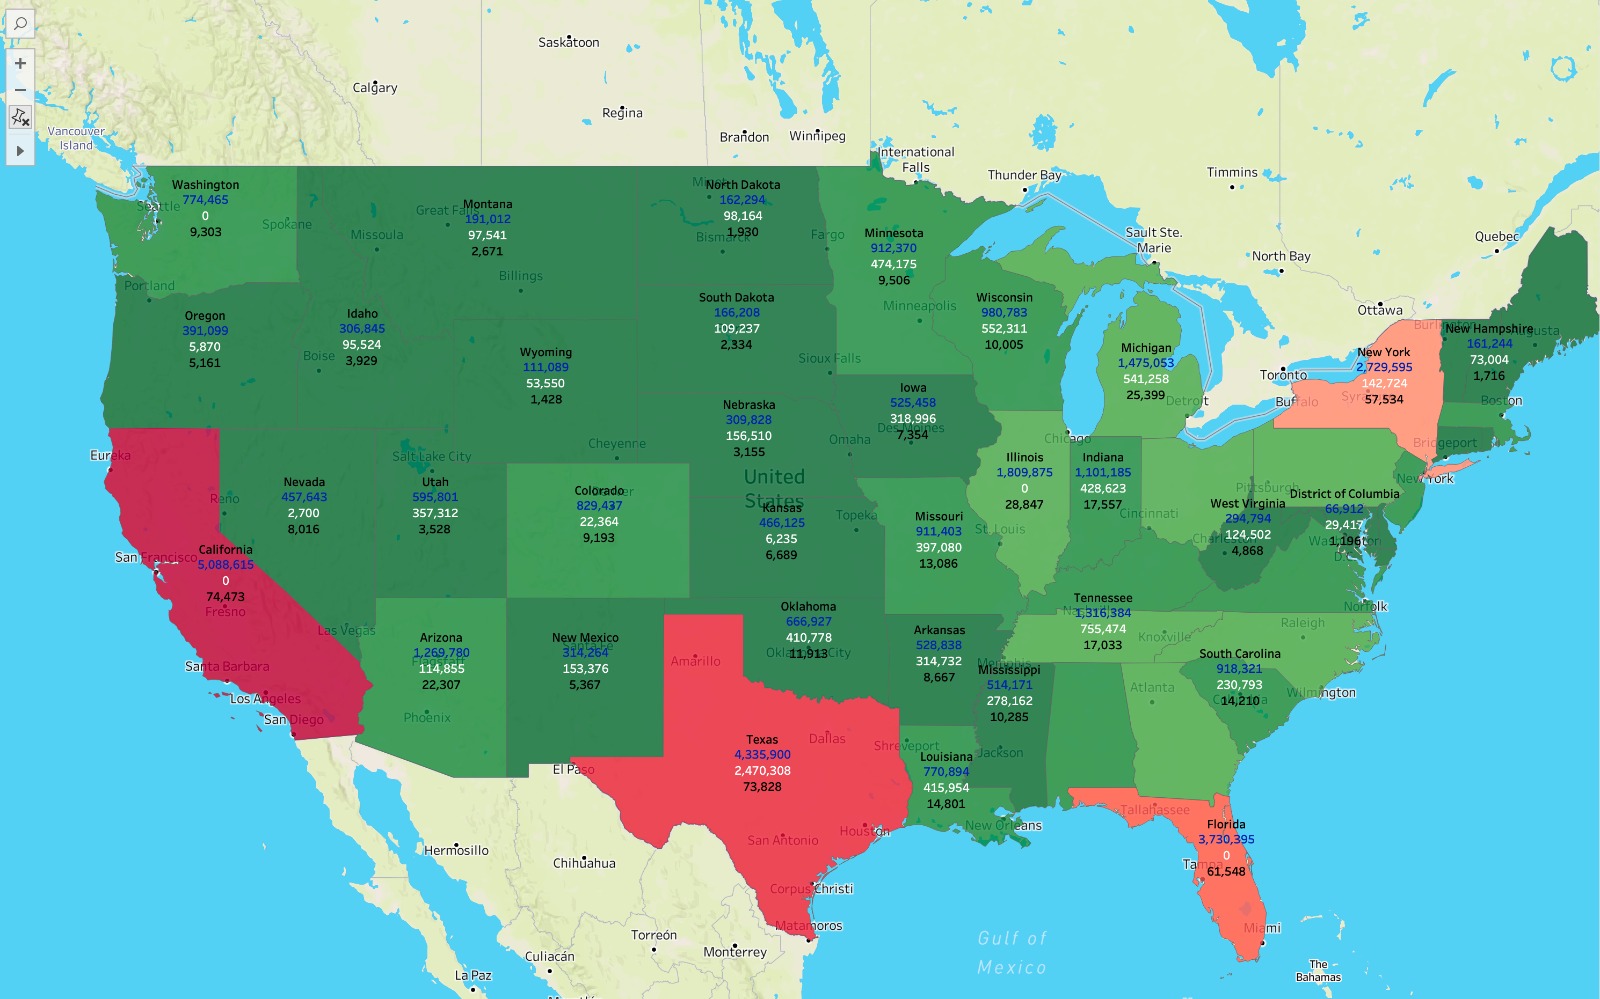 Saskatoon
Calgary
Regina
Brandon
Winnipeg
Vancouver
Island
International
Falls
Thunder Bay
Timmins
Sault Ste.
Marie
North Bay
Quebec
Ottawa
Toronto
Washington
774,465
0
9,303
Seattle
Spokane
Portland
Montana
191,012
97,541
2,671
Great Falls
Missoula
Billings
North Dakota
162,294
98,164
1,930
Bismarck
Fargo
Minnesota
912,370
474,175
9,506
Minneapolis
Oregon
391,099
5,870
5,161
Idaho
306,845
95,524
3,929
Boise
South Dakota
166,208
109,237
2,334
Sioux Falls
Wisconsin
980,783
552,311
10,005
Wyoming
111,089
53,550
1,428
Cheyenne
Michigan
1,475,053
541,258
25,399
Detroit
New York
2,729,595
142,724
57,534
Buffalo
New Hampshire
161,244
73,004
1,716
Boston
Bridgeport
New York
Iowa
525,458
318,996
7,354
Des Moines
Nebraska
309,828
156,510
3,155
Omaha
Chicago
Eureka
Salt Lake City
Reno
Nevada
457,643
2,700
8,016
Utah
595,801
357,312
3,528
Colorado
829,437
22,364
9,193
United
States
Kansas
466,125
6,235
6,689
Topeka
Missouri
911,403
397,080
13,086
St. Louis
Illinois
1,809,875
0
28,847
Indiana
1,101,185
428,623
17,557
Cincinnati
Pittsburgh
West Virginia
294,794
124,502
4,868
Charleston
District of Columbia
66,912
29,417
1,196
Washington
D.C.
San Francisco
California
5,088,615
0
74,473
Fresno
Las Vegas
Santa Barbara
Los Angeles
San Diego
Arizona
1,269,780
114,855
22,307
Flagstaff
Phoenix
New Mexico
314,264
153,376
5,367
Santa Fe
Oklahoma
666,927
410,778
11,913
Oklahoma City
Amarillo
Arkansas
528,838
314,732
8,667
Memphis
Tennessee
1,316,384
755,474
17,033
Nashville
Knoxville
Norfolk
Raleigh
South Carolina
918,321
230,793
14,210
Wilmington
Atlanta
Mississippi
514,171
278,162
10,285
Jackson
Texas
4,335,900
2,470,308
73,828
Dallas
El Paso
San Antonio
Houston
Corpus Christi
Matamoros
Shreveport
Louisiana
770,894
415,954
14,801
New Orleans
Tallahassee
Florida
3,730,395
0
61,548
Tampa
Miami
Hermosillo
Chihuahua
Torreón
Monterrey
Culiacán
La Paz
Gulf of
Mexico
The
Bahamas